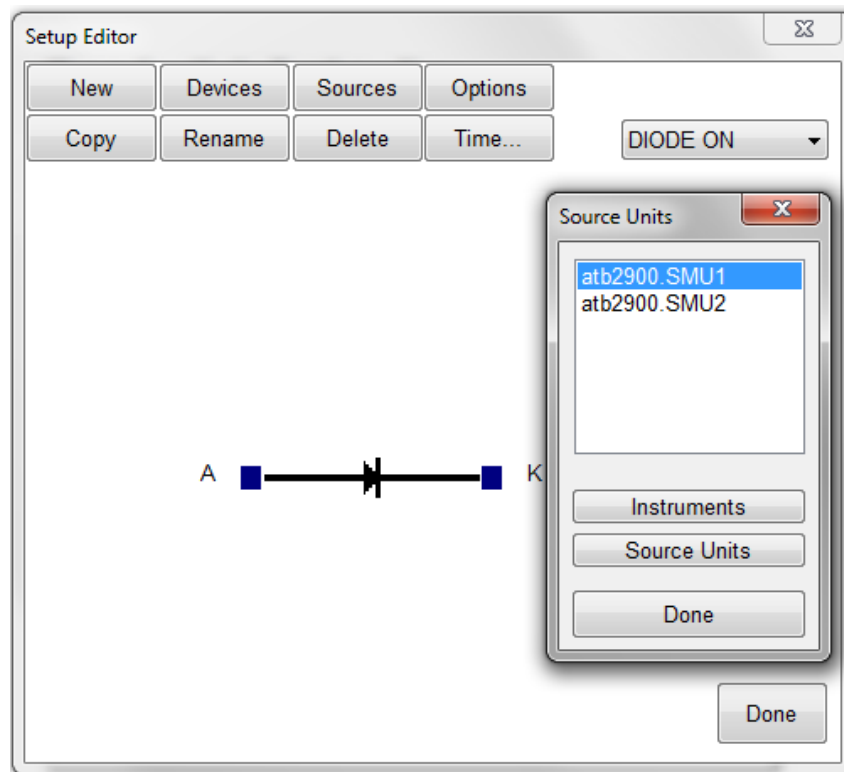 Setup Editor
New Devices Sources Options
Copy Rename Delete Time... DIODE ON
Source Units
atb2900.SMU1
atb2900.SMU2
A K
Instruments
Source Units
Done
Done